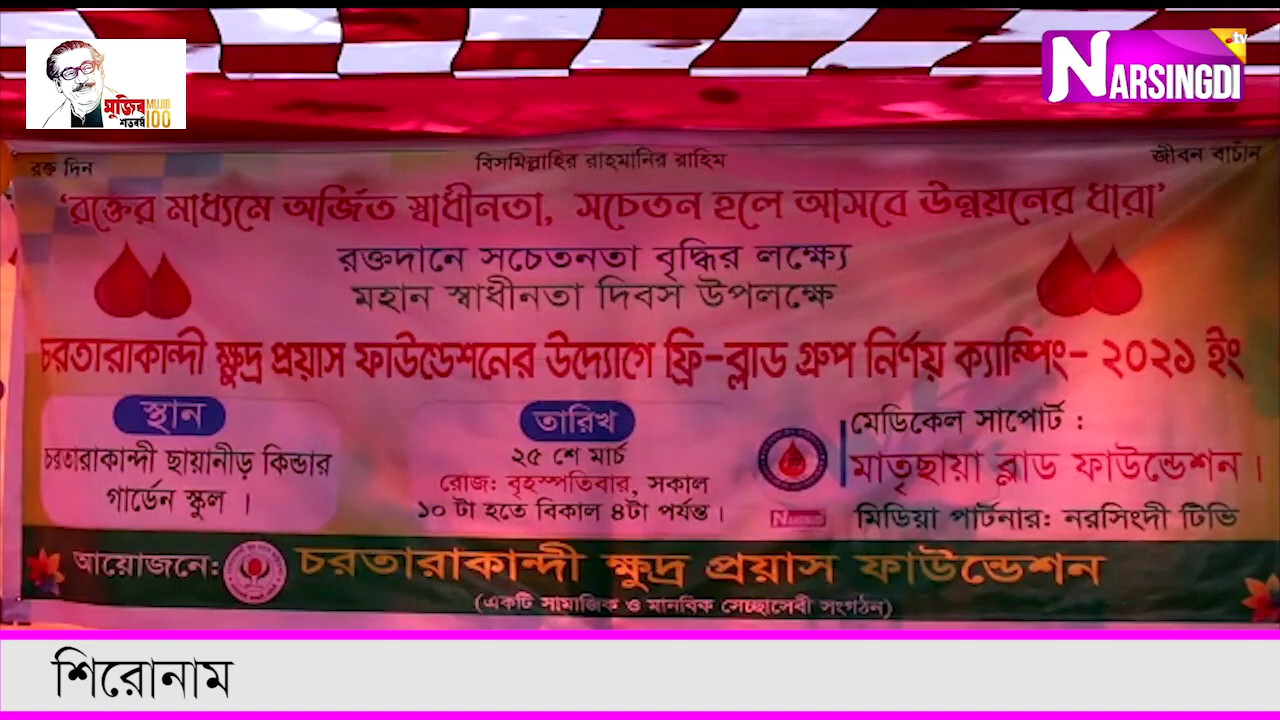 মুজিব MUJIB
শতবর্ষ 100
NARSINGDI tv
রক্ত দিন
বিসমিল্লাহির রাহমানির রাহিম
জীবন বাচাঁন
‘রক্তের মাধ্যমে অর্জিত স্বাধীনতা, সচেতন হলে আসবে উন্নয়নের ধারা’
রক্তদানে সচেতনতা বৃদ্ধির লক্ষ্যে
মহান স্বাধীনতা দিবস উপলক্ষে
চরতারাকান্দী ক্ষুদ্র প্রয়াস ফাউন্ডেশনের উদ্যোগে ফ্রি-ব্লাড গ্রুপ নির্ণয় ক্যাম্পিং- ২০২১ ইং
স্থান
চরতারাকান্দী ছায়ানীড় কিন্ডার
গার্ডেন স্কুল ।
তারিখ
২৫ শে মার্চ
রোজ: বৃহস্পতিবার, সকাল
১০ টা হতে বিকাল ৪টা পর্যন্ত ।
মেডিকেল সাপোর্ট :
মাতৃছায়া ব্লাড ফাউন্ডেশন ।
NARSINGDI
মিডিয়া পার্টনার: নরসিংদী টিভি
আয়োজনে: চরতারাকান্দী ক্ষুদ্র প্রয়াস ফাউন্ডেশন
(একটি সামাজিক ও মানবিক সেচ্ছাসেবী সংগঠন)
শিরোনাম